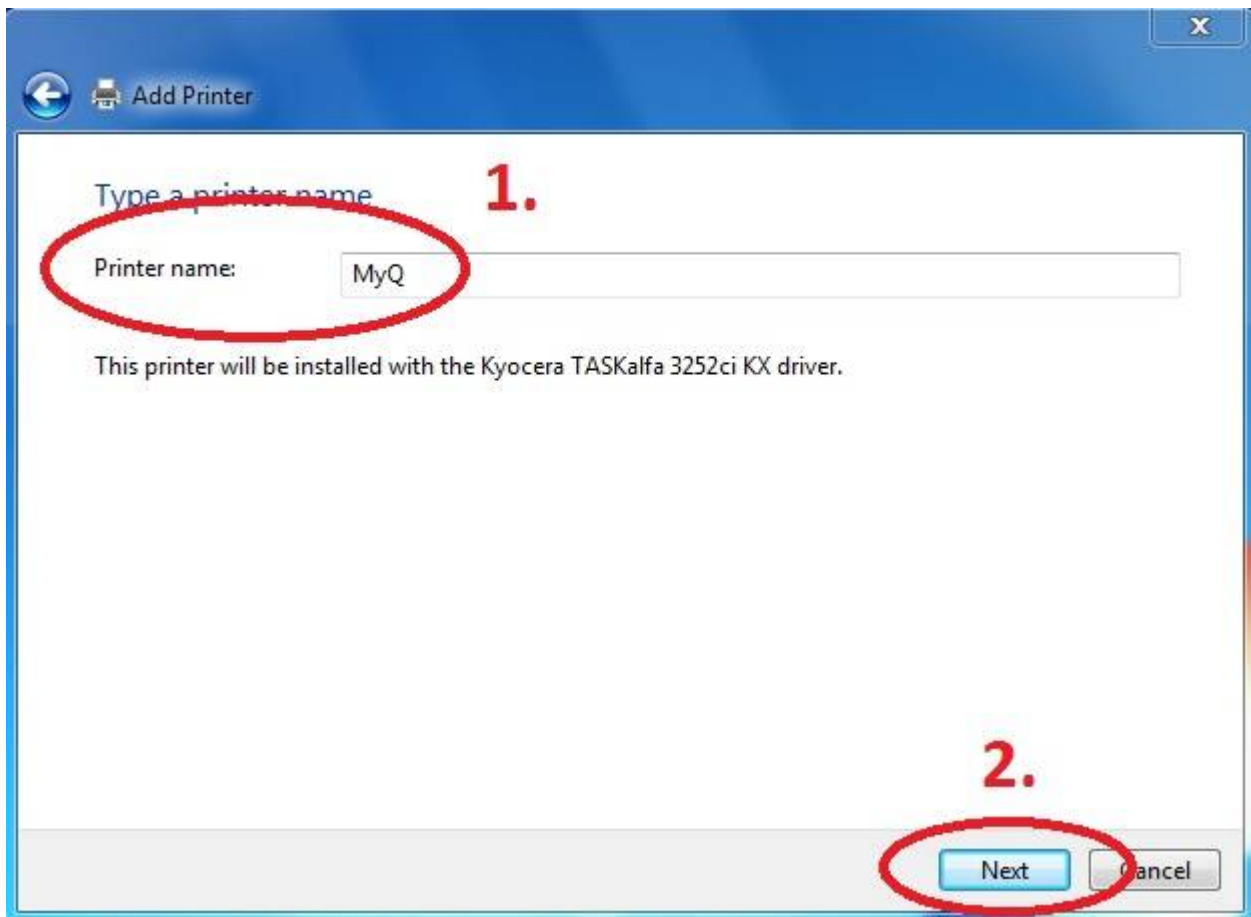 X
Add Printer
Type a printer name
1.
Printer name:
MyQ
This printer will be installed with the Kyocera TASKalfa 3252ci KX driver.
2.
Next
Cancel